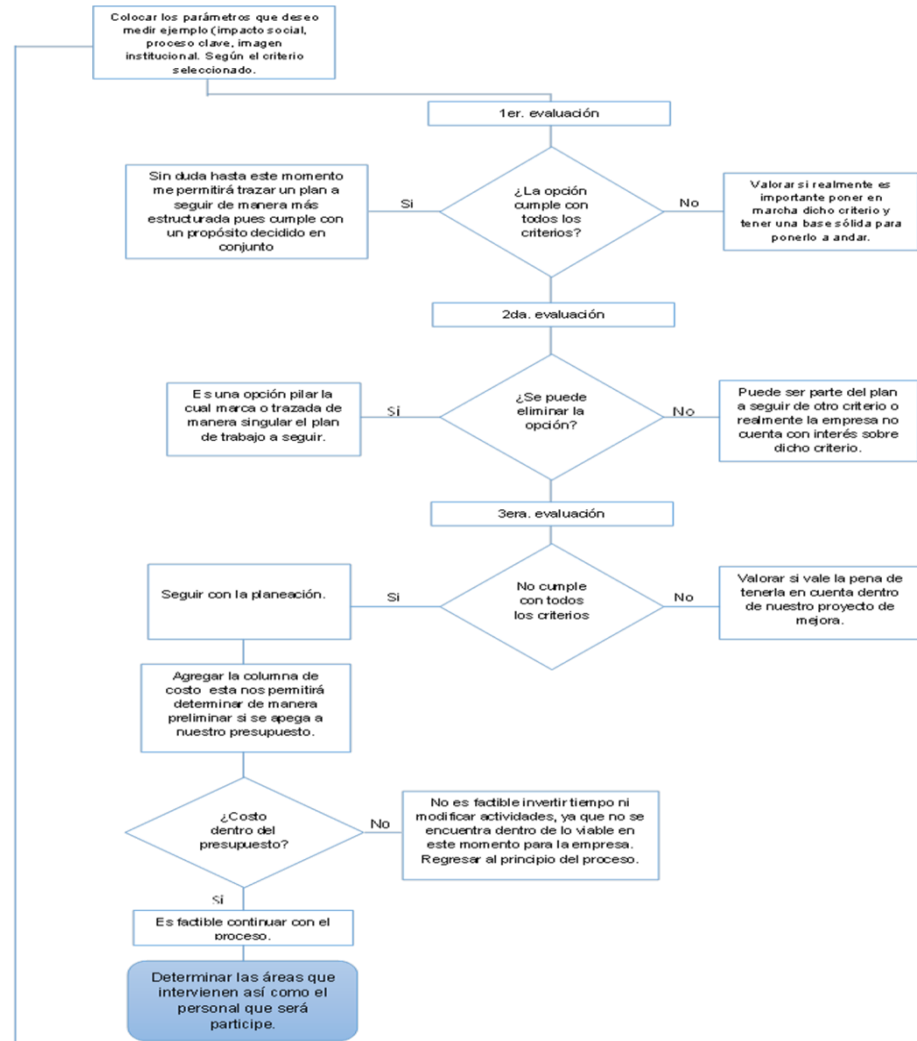 Colocar los parámetros que deseo
medir ejemplo (impacto social,
proceso clave, imagen
institucional. Según el criterio
seleccionado.
1er. evaluación
Sin duda hasta este momento
me permitirá trazar un plan a
seguir de manera más
estructurada pues cumple con
un propósito decidido en
conjunto
Si
¿La opción
cumple con
todos los
criterios?
No
Valorar si realmente es
importante poner en
marcha dicho criterio y
tener una base sólida para
ponerlo a andar.
2da. evaluación
Es una opción pilar la
cual marca o trazada de
manera singular el plan
de trabajo a seguir.
Sí
¿Se puede
eliminar la
opción?
No
Puede ser parte del plan
a seguir de otro criterio o
realmente la empresa no
cuenta con interés sobre
dicho criterio.
3era. evaluación
Seguir con la planeación.
Si
No cumple
con todos
los criterios
No
Valorar si vale la pena de
tenerla en cuenta dentro
de nuestro proyecto de
mejora.
Agregar la columna de
costo esta nos permitirá
determinar de manera
preliminar si se apega a
nuestro presupuesto.
¿Costo
dentro del
presupuesto?
No
No es factible invertir tiempo ni
modificar actividades, ya que no se
encuentra dentro de lo viable en
este momento para la empresa.
Regresar al principio del proceso.
Si
Es factible continuar con el
proceso.
Determinar las áreas que
intervienen así como el
personal que será
participe.